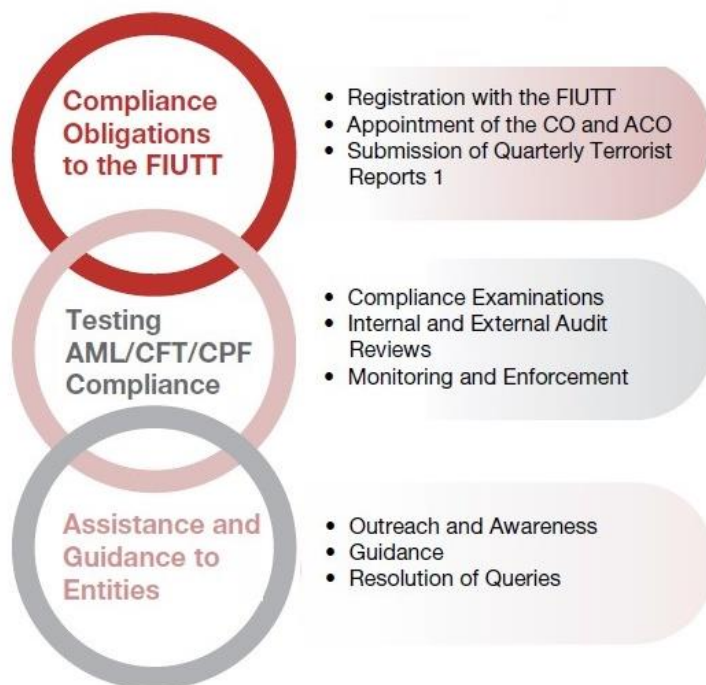 Compliance
Obligations
to the FIUTT
• Registration with the FIUTT
• Appointment of the CO and ACO
• Submission of Quarterly Terrorist
Reports 1
Testing
AML/CFT/CPF
Compliance
• Compliance Examinations
• Internal and External Audit
Reviews
• Monitoring and Enforcement
Assistance and
Guidance to
Entities
• Outreach and Awareness
• Guidance
• Resolution of Queries